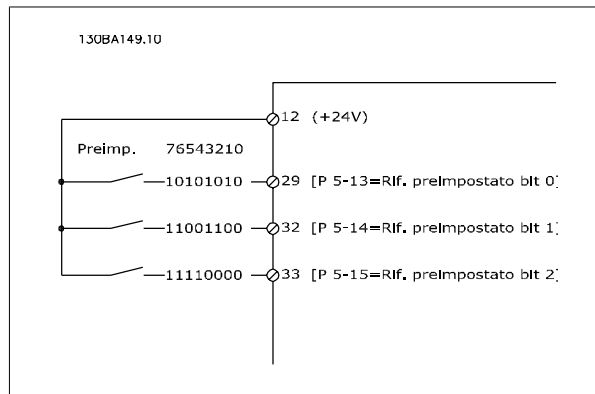 130BA149.10
12 (+24V)
Preimp. 76543210
10101010 29 [P 5-13=Rif. preimpostato bit 0]
11001100 32 [P 5-14=Rif. preimpostato bit 1]
11110000 33 [P 5-15=Rif. preimpostato bit 2]